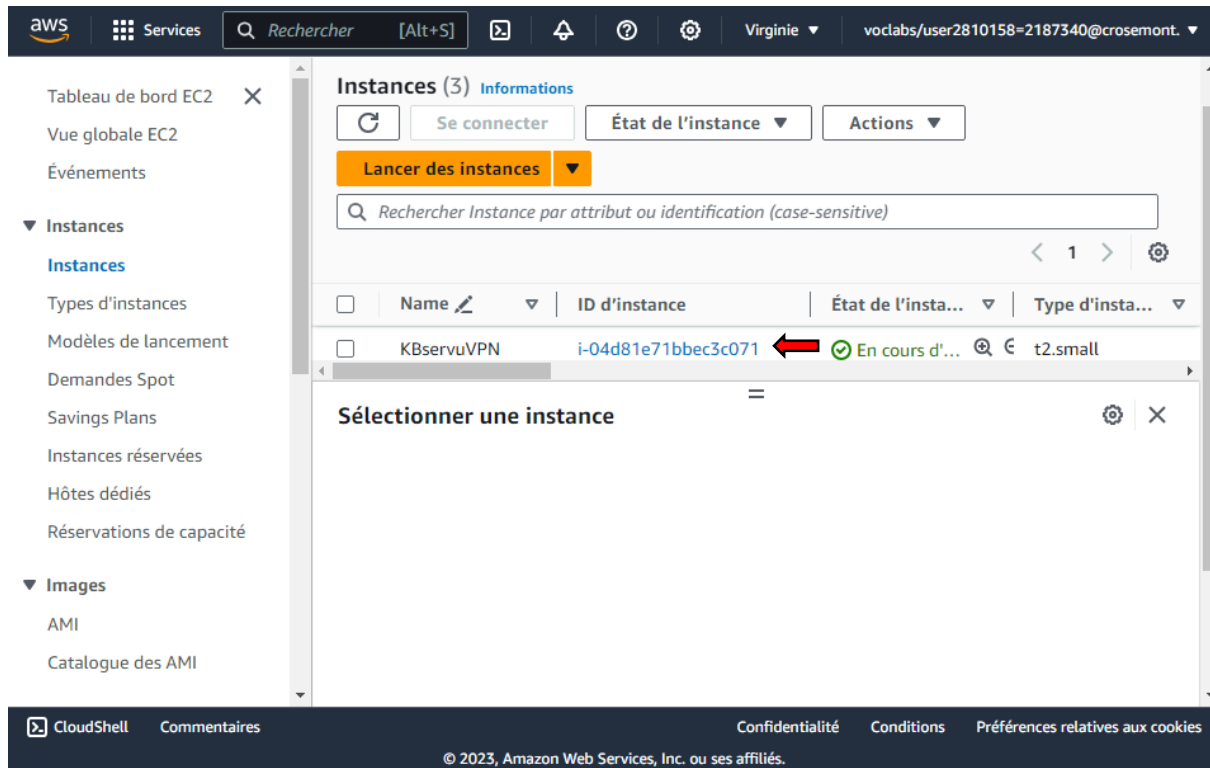 aws Services Rechercher [Alt+S] Virginie voclabs/user2810158=2187340@crosemont.
Tableau de bord EC2
Vue globale EC2
Événements
Instances
Instances
Types d'instances
Modèles de lancement
Demandes Spot
Savings Plans
Instances réservées
Hôtes dédiés
Réservations de capacité
Images
AMI
Catalogue des AMI
Instances (3) Informations
Se connecter État de l'instance Actions
Lancer des instances
Rechercher Instance par attribut ou identification (case-sensitive)
1
Name ID d'instance État de l'insta... Type d'insta...
KBservuVPN i-04d81e71bbec3c071 En cours d'... t2.small
Sélectionner une instance
CloudShell Commentaires Confidentialité Conditions Préférences relatives aux cookies
© 2023, Amazon Web Services, Inc. ou ses affiliés.